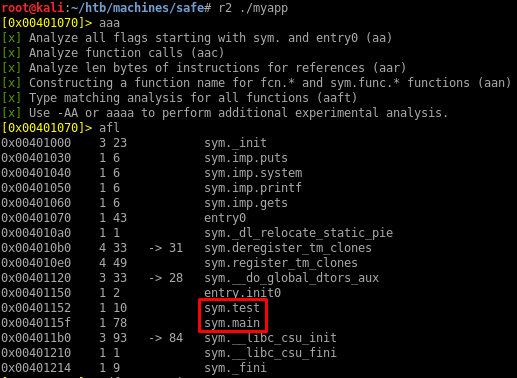 root@kali:~/htb/machines/safe# r2 ./myapp
[0x00401070]> aaa
[x] Analyze all flags starting with sym. and entry0 (aa)
[x] Analyze function calls (aac)
[x] Analyze len bytes of instructions for references (aar)
[x] Constructing a function name for fcn.* and sym.func.* functions (aan)
[x] Type matching analysis for all functions (aaft)
[x] Use -AA or aaaa to perform additional experimental analysis.
[0x00401070]> afl
0x00401000 3 23 sym._init
0x00401030 1 6 sym.imp.puts
0x00401040 1 6 sym.imp.system
0x00401050 1 6 sym.imp.printf
0x00401060 1 6 sym.imp.gets
0x00401070 1 43 entry0
0x004010a0 1 1 sym._dl_relocate_static_pie
0x004010b0 4 33 -> 31 sym.deregister_tm_clones
0x004010e0 4 49 sym.register_tm_clones
0x00401120 3 33 -> 28 sym.__do_global_dtors_aux
0x00401150 1 2 entry.init0
0x00401152 1 10 sym.test
0x0040115f 1 78 sym.main
0x004011b0 3 93 -> 84 sym.__libc_csu_init
0x00401210 1 1 sym.__libc_csu_fini
0x00401214 1 9 sym._fini